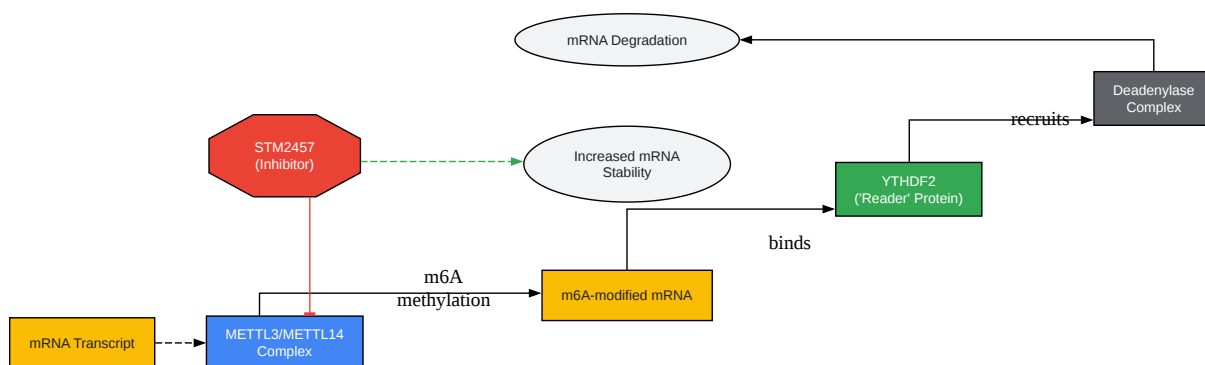 mRNA Degradation
Deadenylase
Complex
recruits
STM2457
(Inhibitor)
Increased mRNA
Stability
YTHDF2
('Reader' Protein)
binds
m6A
methylation
m6A-modified mRNA
mRNA Transcript
METTL3/METTL14
Complex